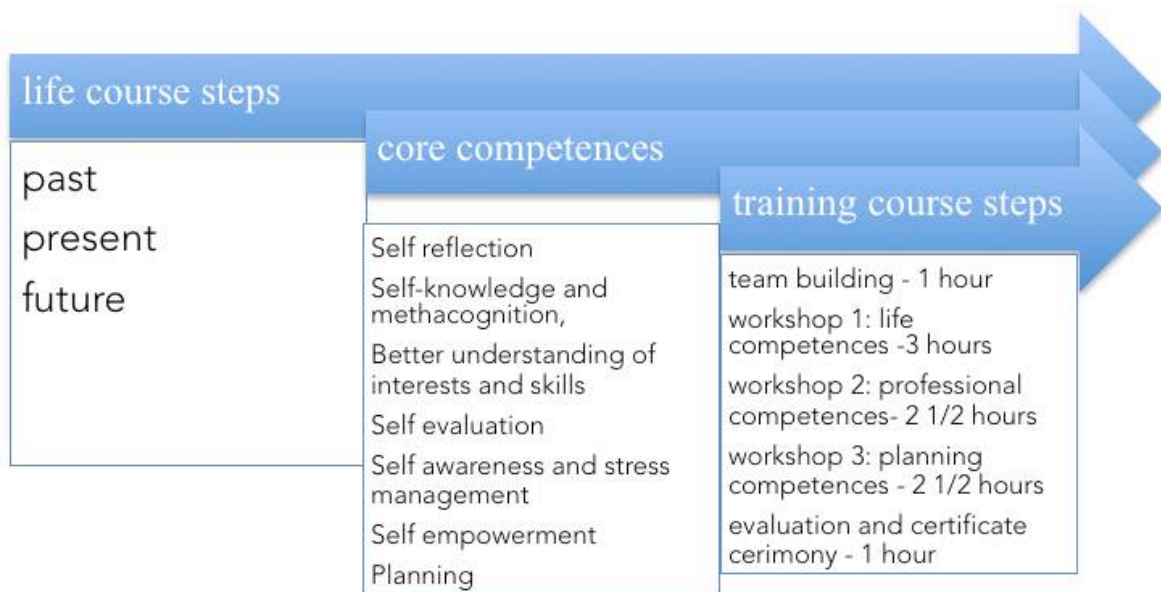 life course steps
past
present
future
core competences
Self reflection
Self-knowledge and
methacognition,
Better understanding of
interests and skills
Self evaluation
Self awareness and stress
management
Self empowerment
Planning
training course steps
team building - 1 hour
workshop 1: life
competences -3 hours
workshop 2: professional
competences- 2 1/2 hours
workshop 3: planning
competences - 2 1/2 hours
evaluation and certificate
cerimony - 1 hour